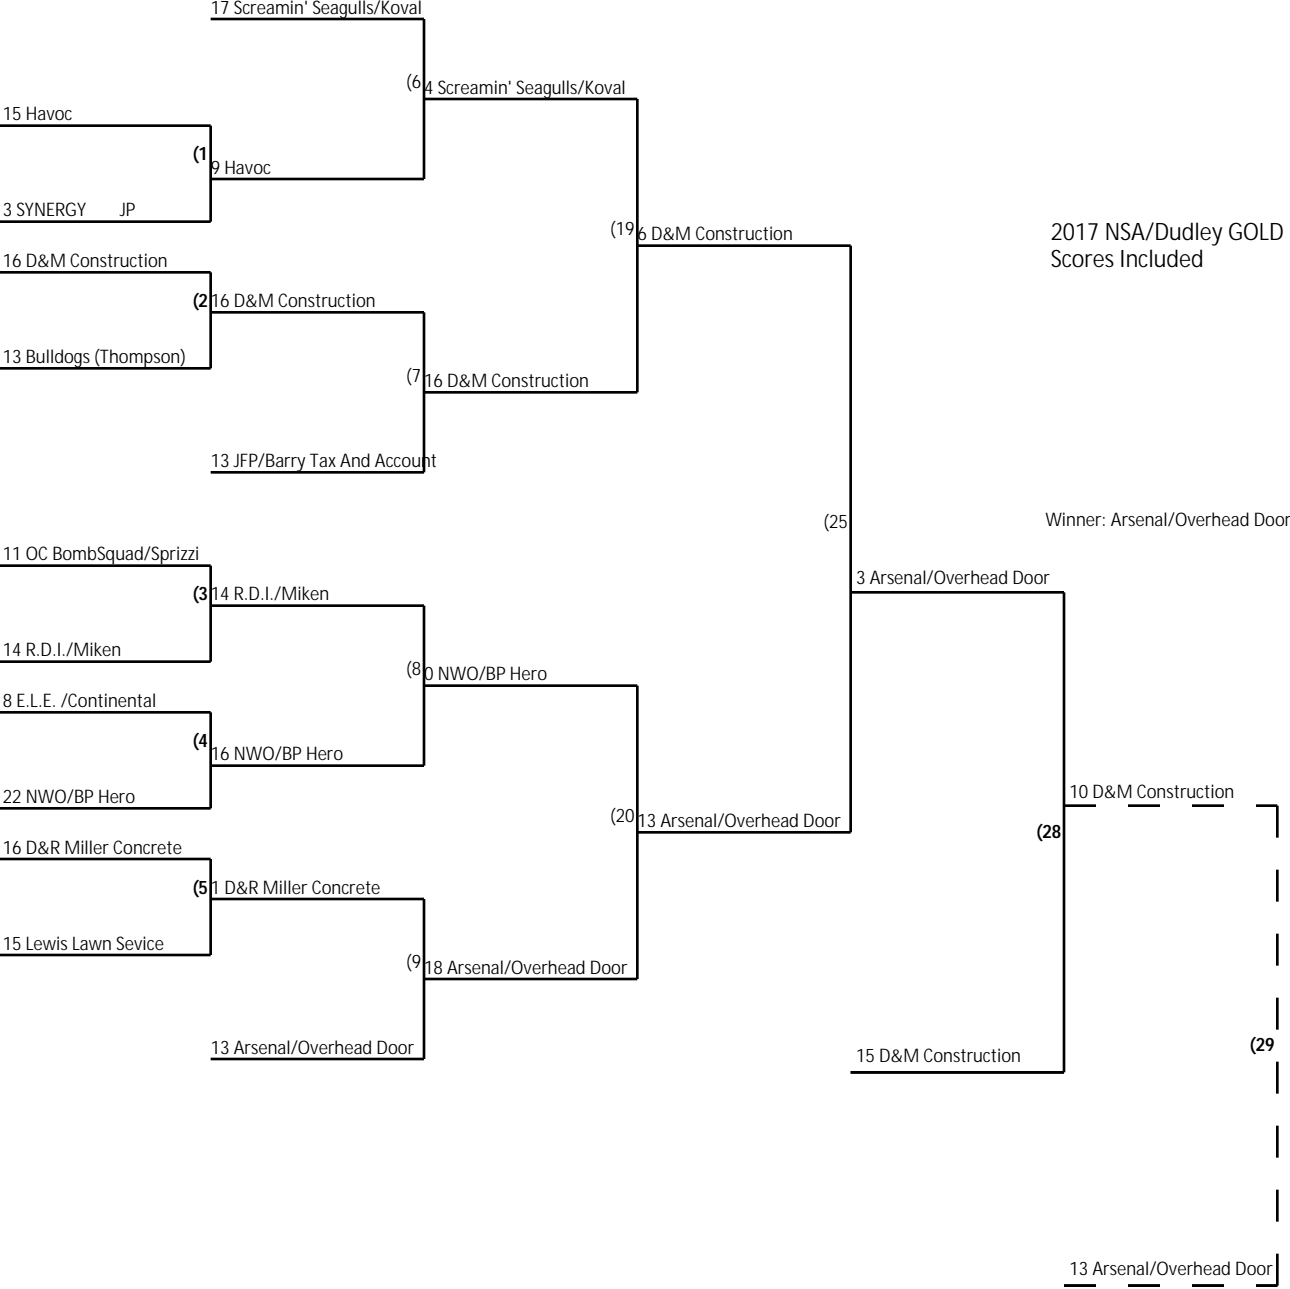 17 Screamin' Seagulls/Koval
(6
4 Screamin' Seagulls/Koval
15 Havoc
(1
9 Havoc
3 SYNERGY JP
(19
6 D&M Construction
2017 NSA/Dudley GOLD
Scores Included
16 D&M Construction
(2
16 D&M Construction
13 Bulldogs (Thompson)
(7
16 D&M Construction
13 JFP/Barry Tax And Account
(25
Winner: Arsenal/Overhead Door
11 OC BombSquad/Sprizzi
3 Arsenal/Overhead Door
(3
14 R.D.I./Miken
14 R.D.I./Miken
(8
0 NWO/BP Hero
8 E.L.E. /Continental
(4
16 NWO/BP Hero
22 NWO/BP Hero
10 D&M Construction
(20
13 Arsenal/Overhead Door
(28
16 D&R Miller Concrete
(5
1 D&R Miller Concrete
15 Lewis Lawn Sevice
(9
18 Arsenal/Overhead Door
13 Arsenal/Overhead Door
15 D&M Construction
(29
13 Arsenal/Overhead Door